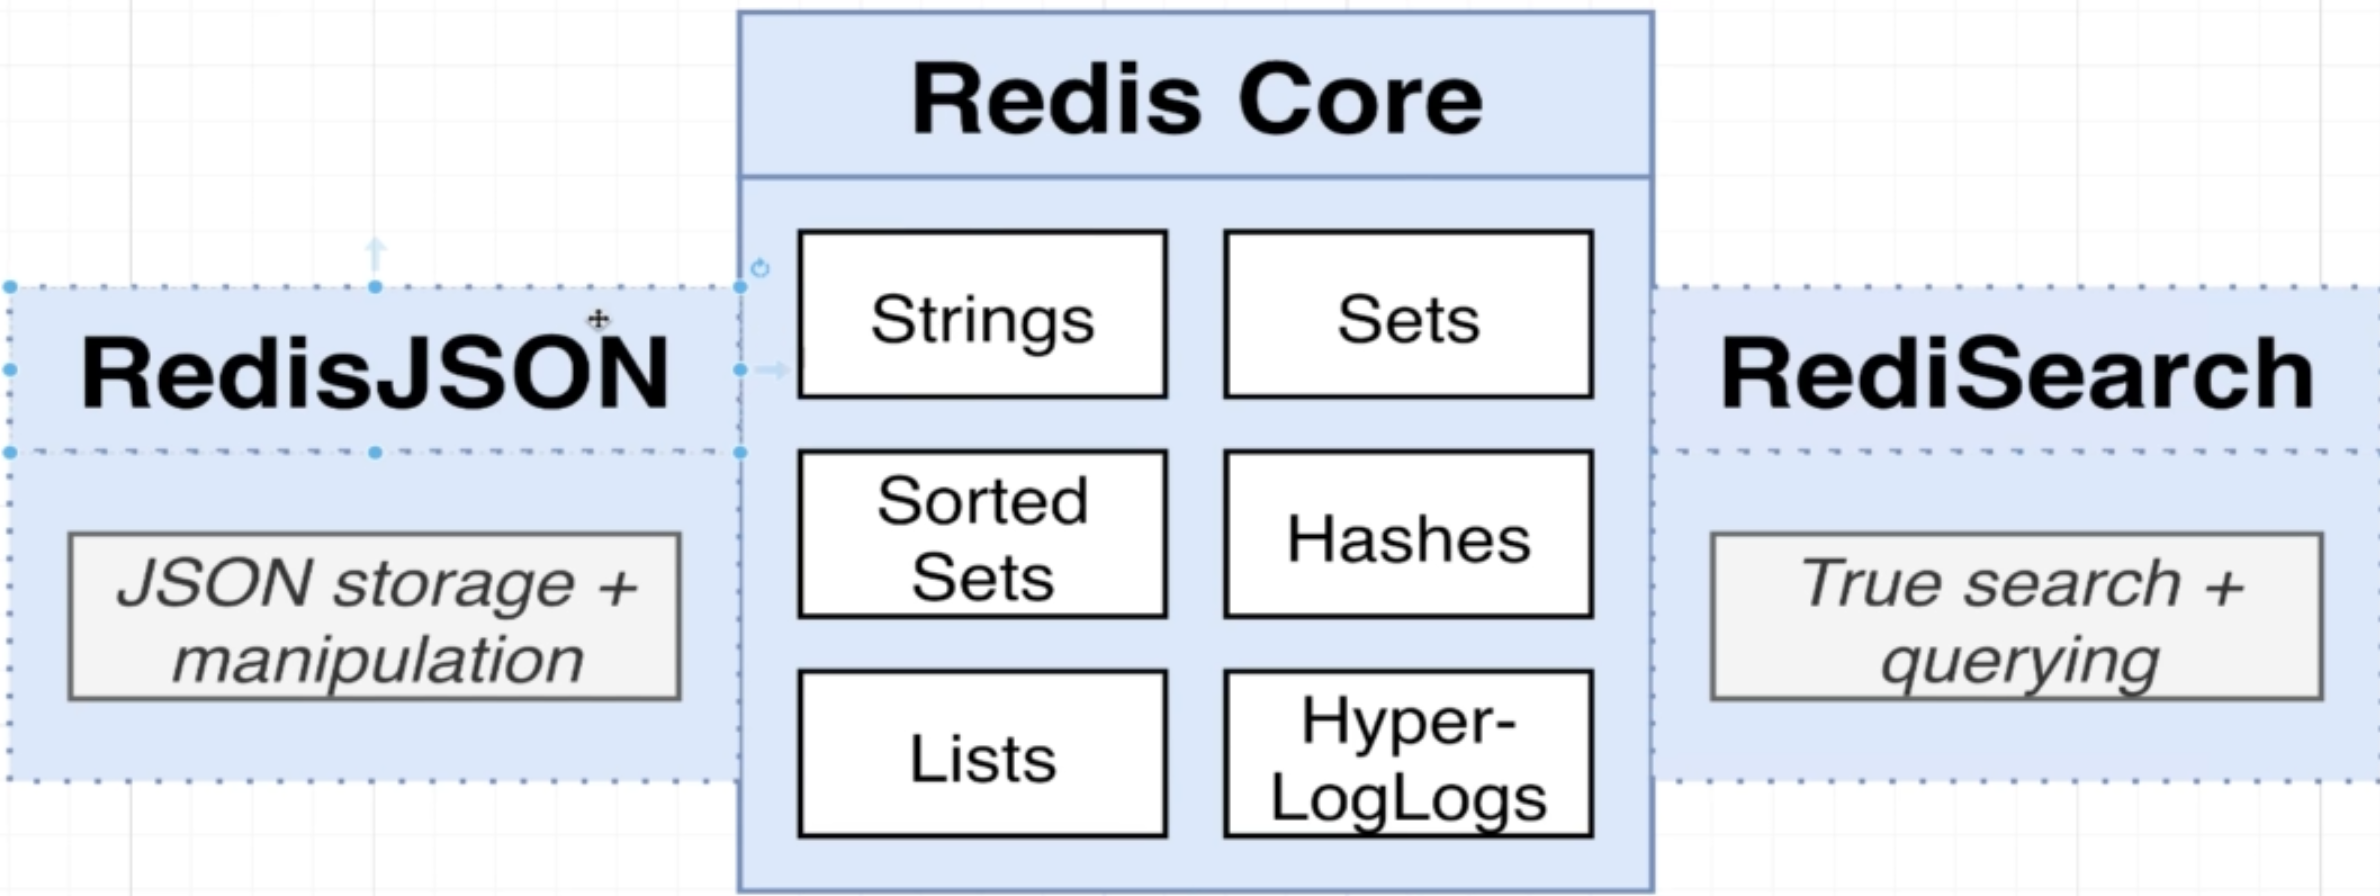 Redis Core
RedisJSON
JSON storage +
manipulation
Strings
Sets
Sorted
Sets
Hashes
Lists
Hyper-
LogLogs
RediSearch
True search +
querying